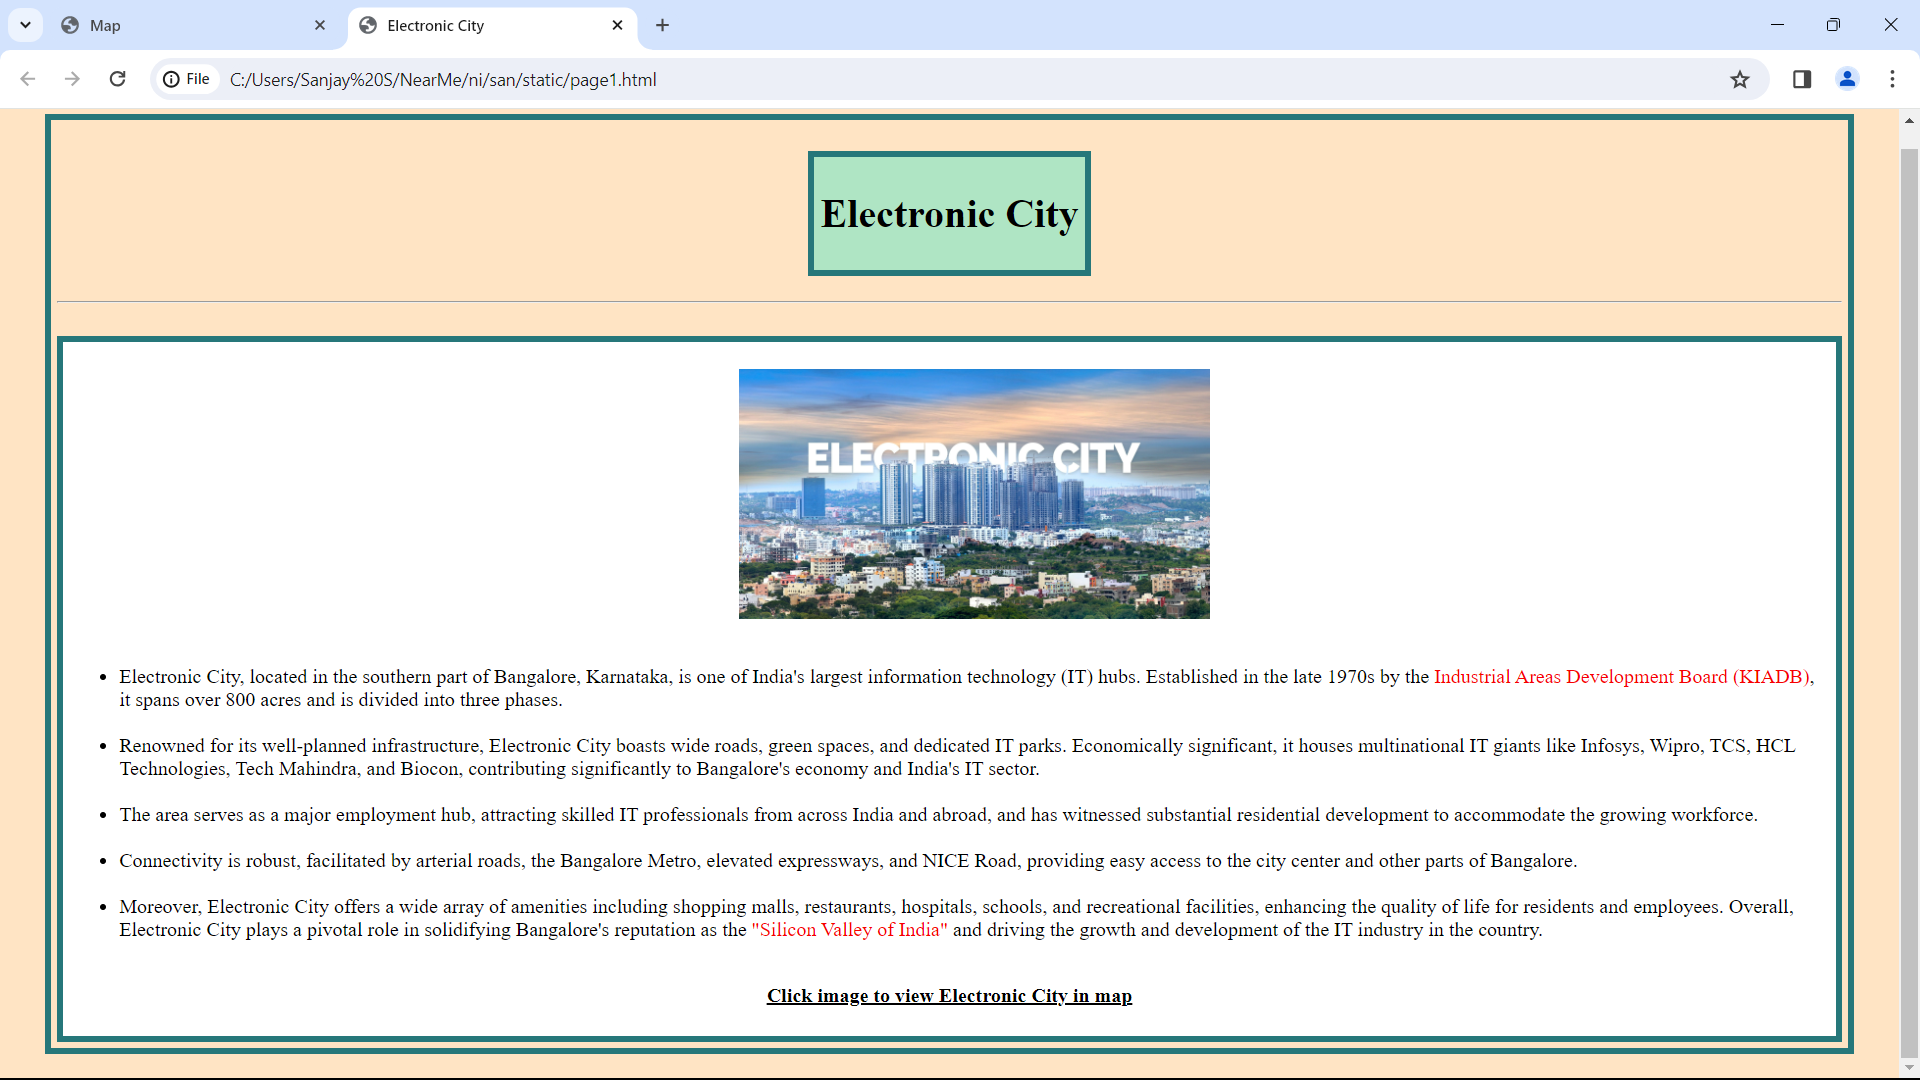 Map
Electronic City
File
C:/Users/Sanjay%20S/NearMe/ni/san/static/page1.html
Electronic City
ELECTRONIC CITY
Electronic City, located in the southern part of Bangalore, Karnataka, is one of India's largest information technology (IT) hubs. Established in the late 1970s by the Industrial Areas Development Board (KIADB),
it spans over 800 acres and is divided into three phases.
Renowned for its well-planned infrastructure, Electronic City boasts wide roads, green spaces, and dedicated IT parks. Economically significant, it houses multinational IT giants like Infosys, Wipro, TCS, HCL
Technologies, Tech Mahindra, and Biocon, contributing significantly to Bangalore's economy and India's IT sector.
The area serves as a major employment hub, attracting skilled IT professionals from across India and abroad, and has witnessed substantial residential development to accommodate the growing workforce.
Connectivity is robust, facilitated by arterial roads, the Bangalore Metro, elevated expressways, and NICE Road, providing easy access to the city center and other parts of Bangalore.
Moreover, Electronic City offers a wide array of amenities including shopping malls, restaurants, hospitals, schools, and recreational facilities, enhancing the quality of life for residents and employees. Overall,
Electronic City plays a pivotal role in solidifying Bangalore's reputation as the "Silicon Valley of India" and driving the growth and development of the IT industry in the country.
Click image to view Electronic City in map